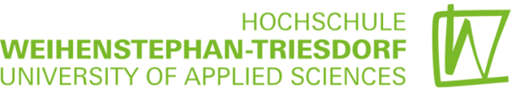 HOCHSCHULE
WEIHENSTEPHAN-TRIESDORF
UNIVERSITY OF APPLIED SCIENCES